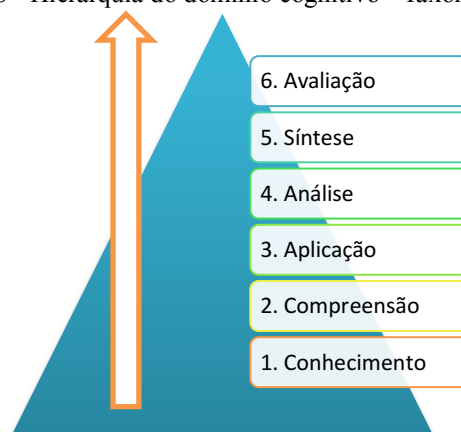 Hierarquia do domínio cognitivo
6. Avaliação
5. Síntese
4. Análise
3. Aplicação
2. Compreensão
1. Conhecimento